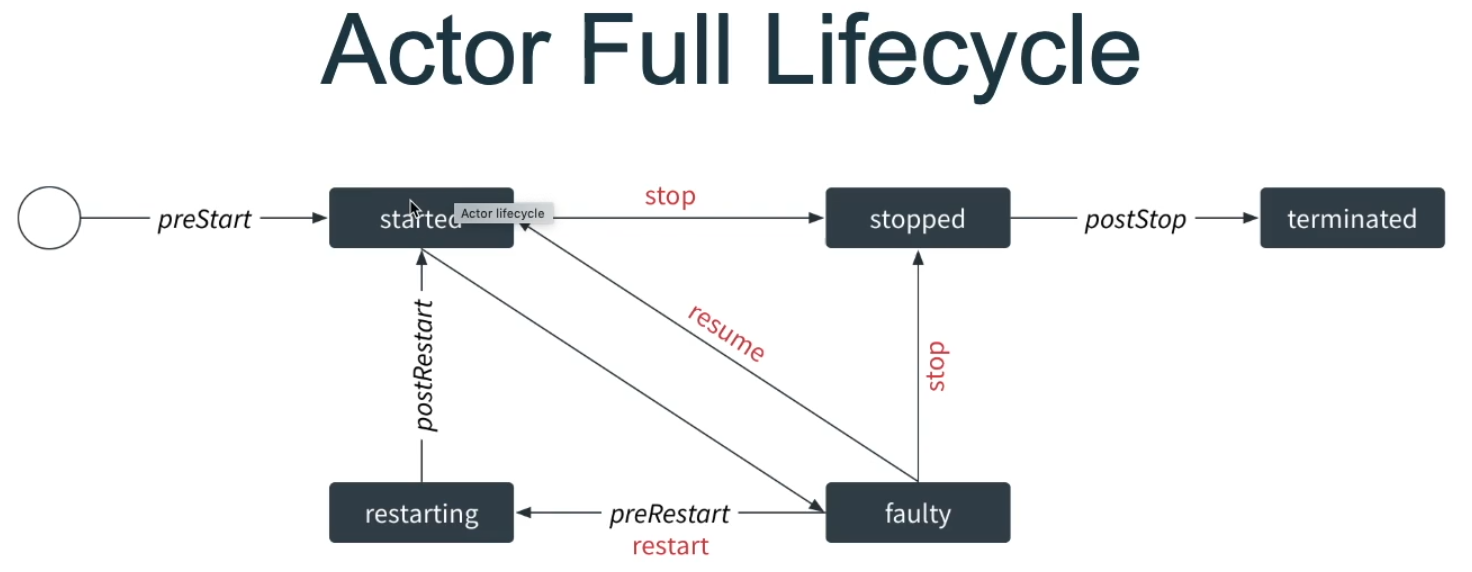 Actor Full Lifecycle
stop
preStart
started
Actor lifecycle
stopped
postStop
terminated
resume
stop
postRestart
restarting
preRestart
restart
faulty